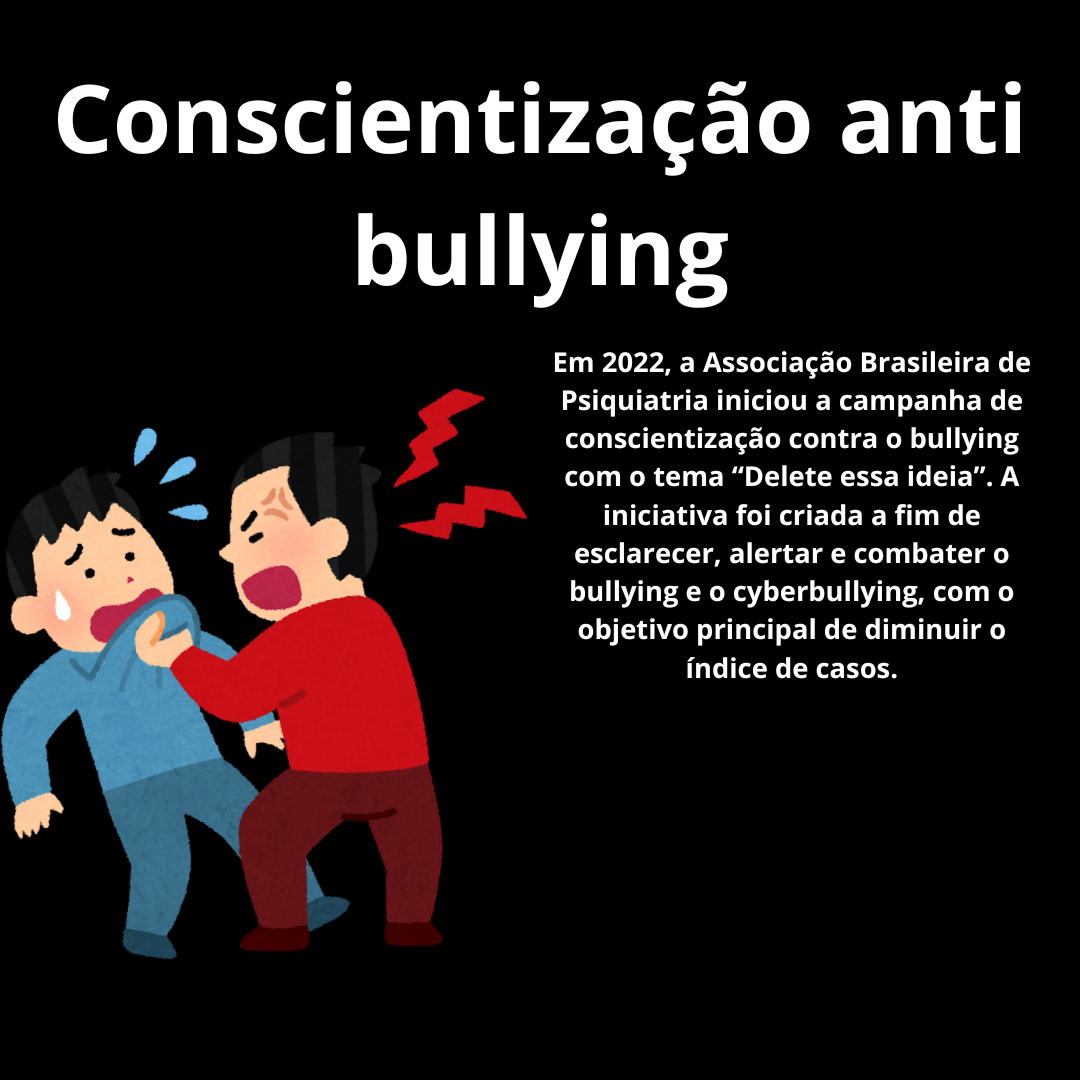 Conscientização anti
bullying
Em 2022, a Associação Brasileira de
Psiquiatria iniciou a campanha de
conscientização contra o bullying
com o tema “Delete essa ideia”. A
iniciativa foi criada a fim de
esclarecer, alertar e combater o
bullying e o cyberbullying, com o
objetivo principal de diminuir o
índice de casos.